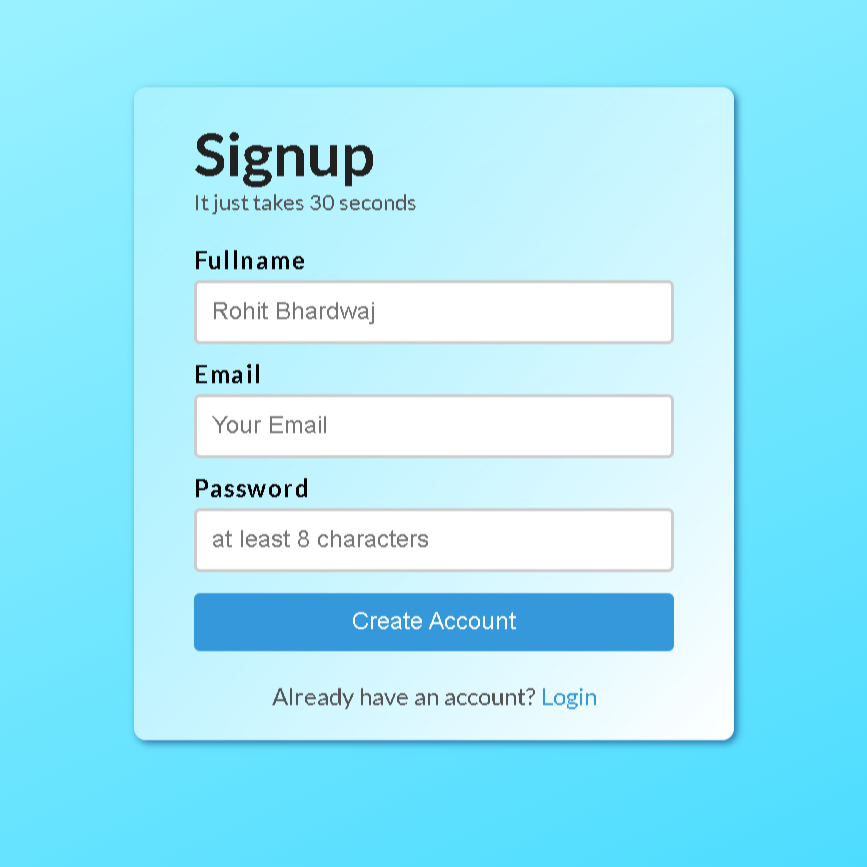 Signup
It just takes 30 seconds
Fullname
Rohit Bhardwaj
Email
Your Email
Password
at least 8 characters
Create Account
Already have an account? Login